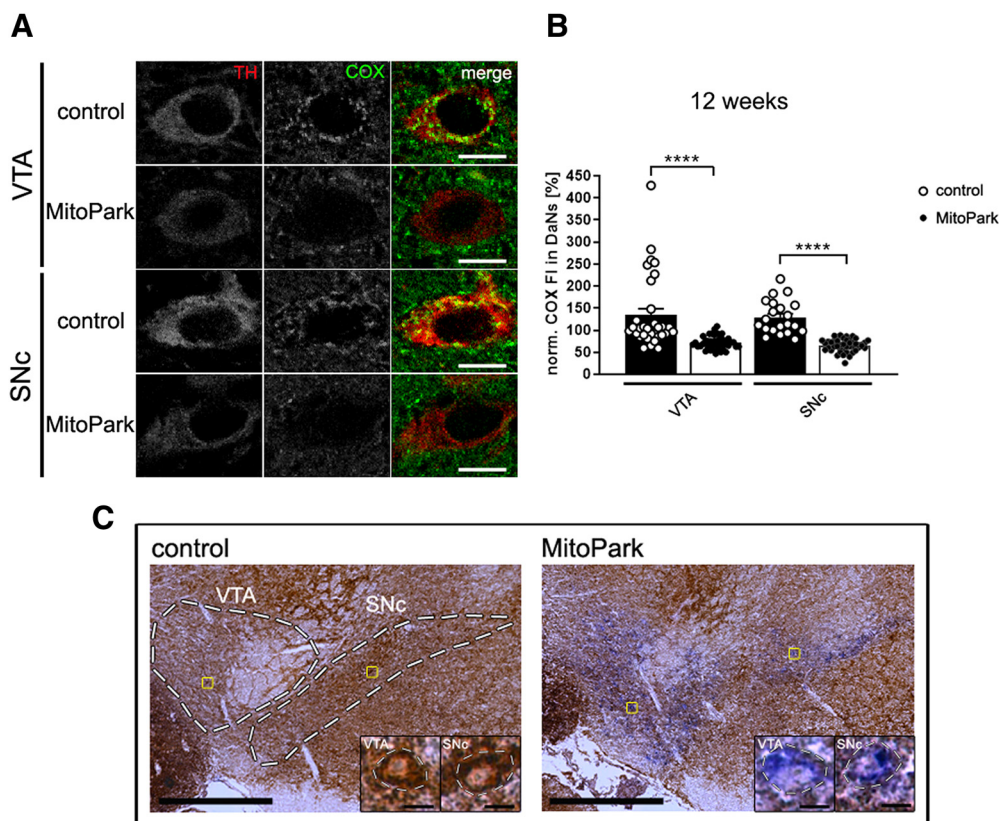 A
TH
COX
merge
VTA
control
MitoPark
SNc
control
MitoPark
B
12 weeks
****
****
norm. COX FI in DaNs [%]
450
400
350
300
250
200
150
100
50
0
VTA
SNc
control
MitoPark
C
control
VTA
SNc
VTA
SNc
MitoPark
VTA
SNc